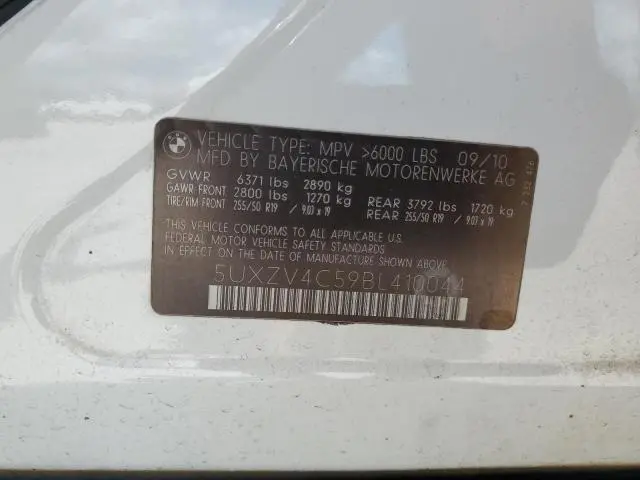 BMW
VEHICLE TYPE: MPV >6000 LBS 09/10
MFD BY BAYERISCHE MOTORENWERKE AG
GVWR 6371 lbs 2890 kg
GAWR FRONT 2800 lbs 1270 kg REAR 3792 lbs 1720 kg
TIRE/RIM FRONT 255/50 R19 / 9.0J x 19 REAR 255/50 R19 / 9.0J x 19
THIS VEHICLE CONFORMS TO ALL APPLICABLE U.S.
FEDERAL MOTOR VEHICLE SAFETY STANDARDS
IN EFFECT ON THE DATE OF MANUFACTURE SHOWN ABOVE.
5UXZV4C59BL410044